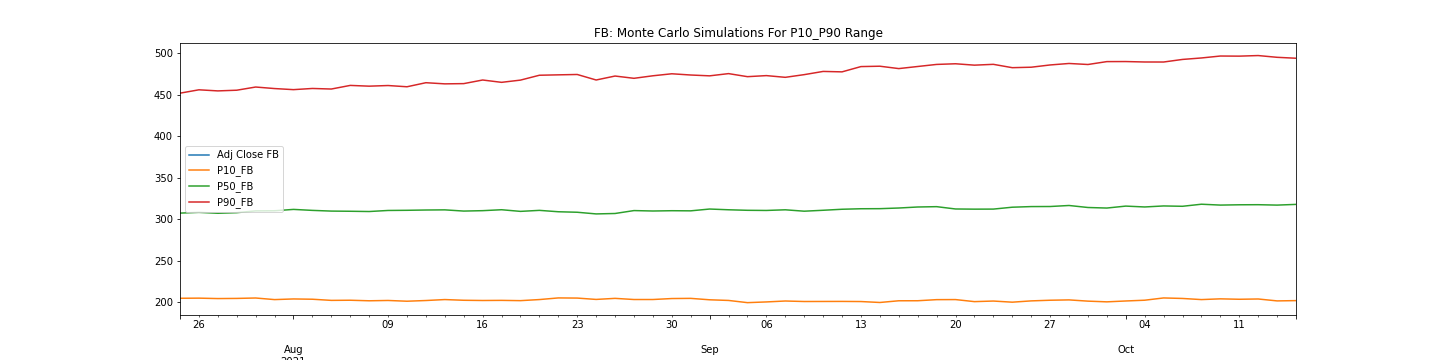 FB: Monte Carlo Simulations For P10_P90 Range
500
450
400
350
300
250
200
Adj Close FB
P10_FB
P50_FB
P90_FB
26 09 16 23 30 06 13 20 27 04 11
Aug Sep Oct
2021